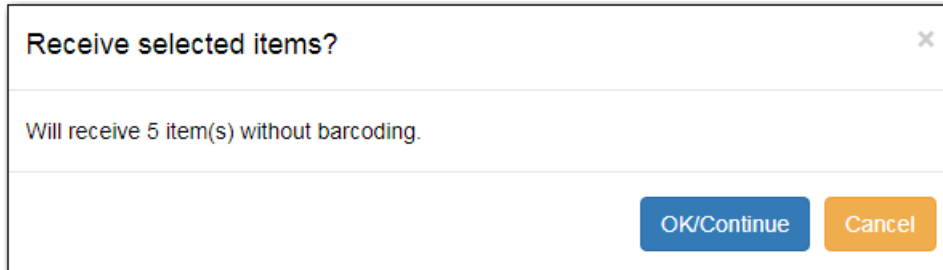 Receive selected items?
×
Will receive 5 item(s) without barcoding.
OK/Continue Cancel